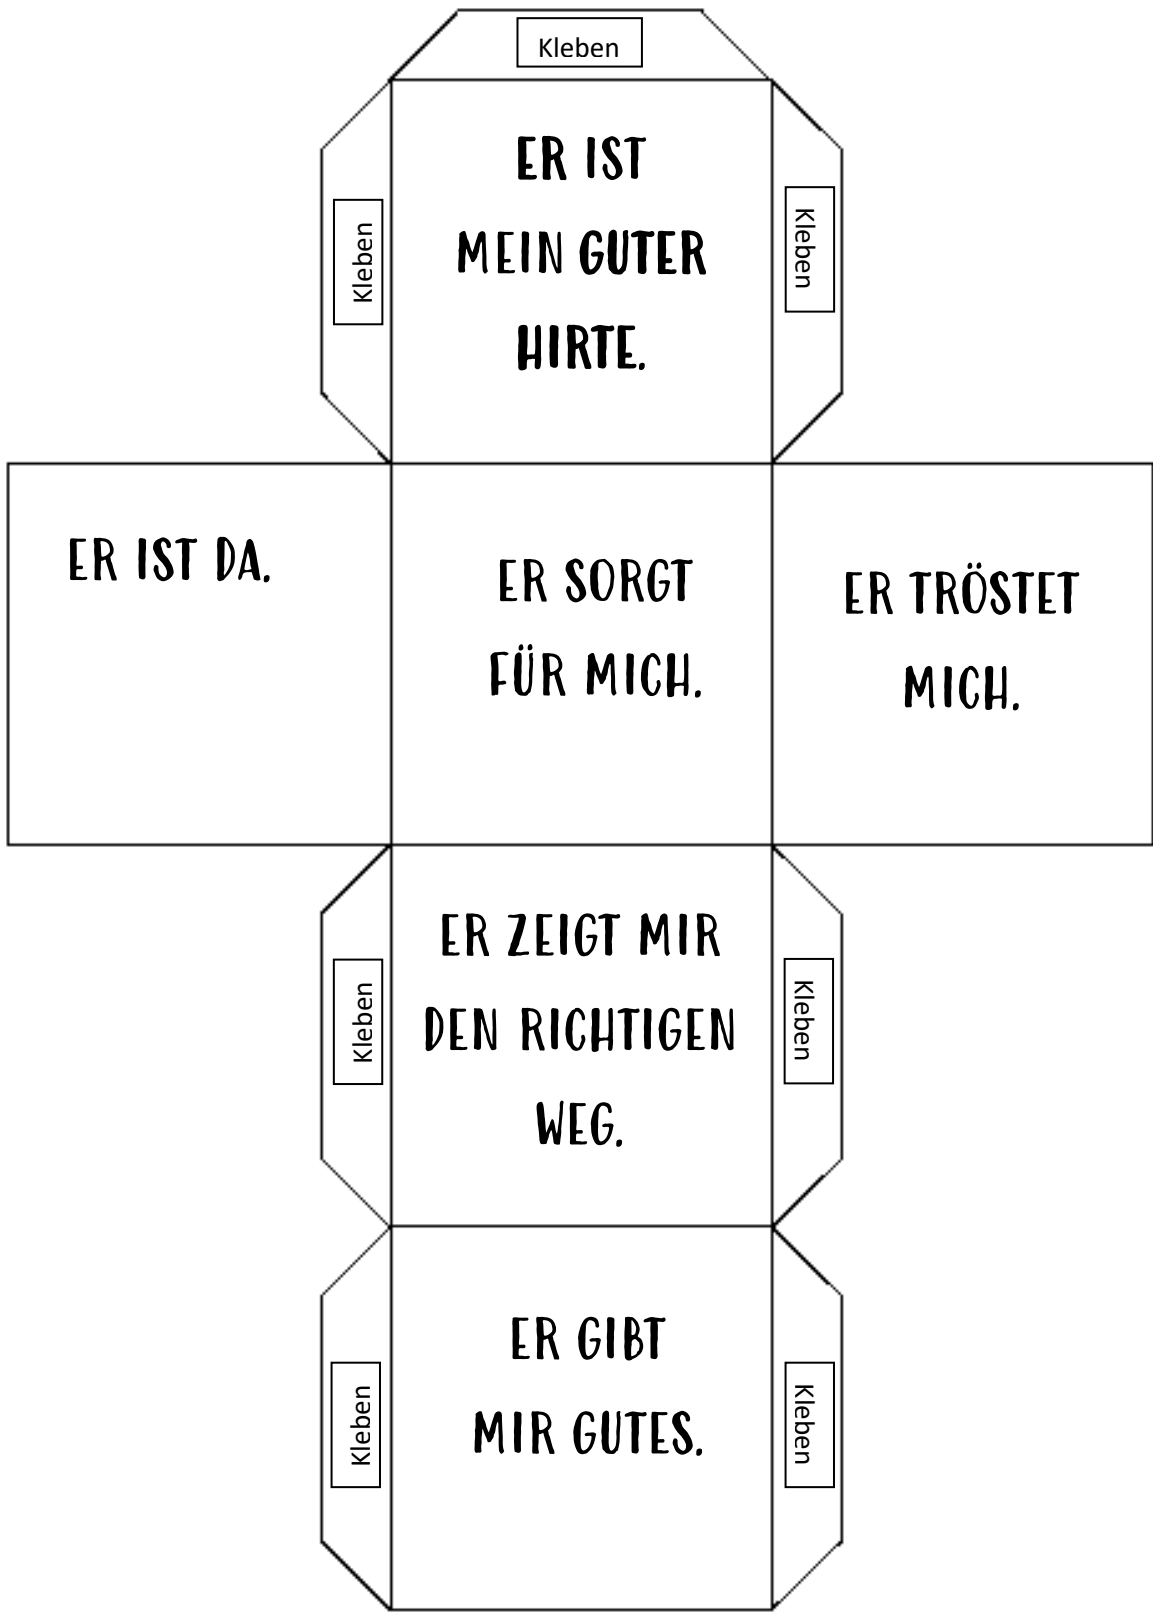 Kleben
ER IST
MEIN GUTER
HIRTE.
Kleben
Kleben
ER IST DA.
ER SORGT
FÜR MICH.
ER TRÖSTET
MICH.
ER ZEIGT MIR
DEN RICHTIGEN
WEG.
Kleben
Kleben
ER GIBT
MIR GUTES.
Kleben
Kleben